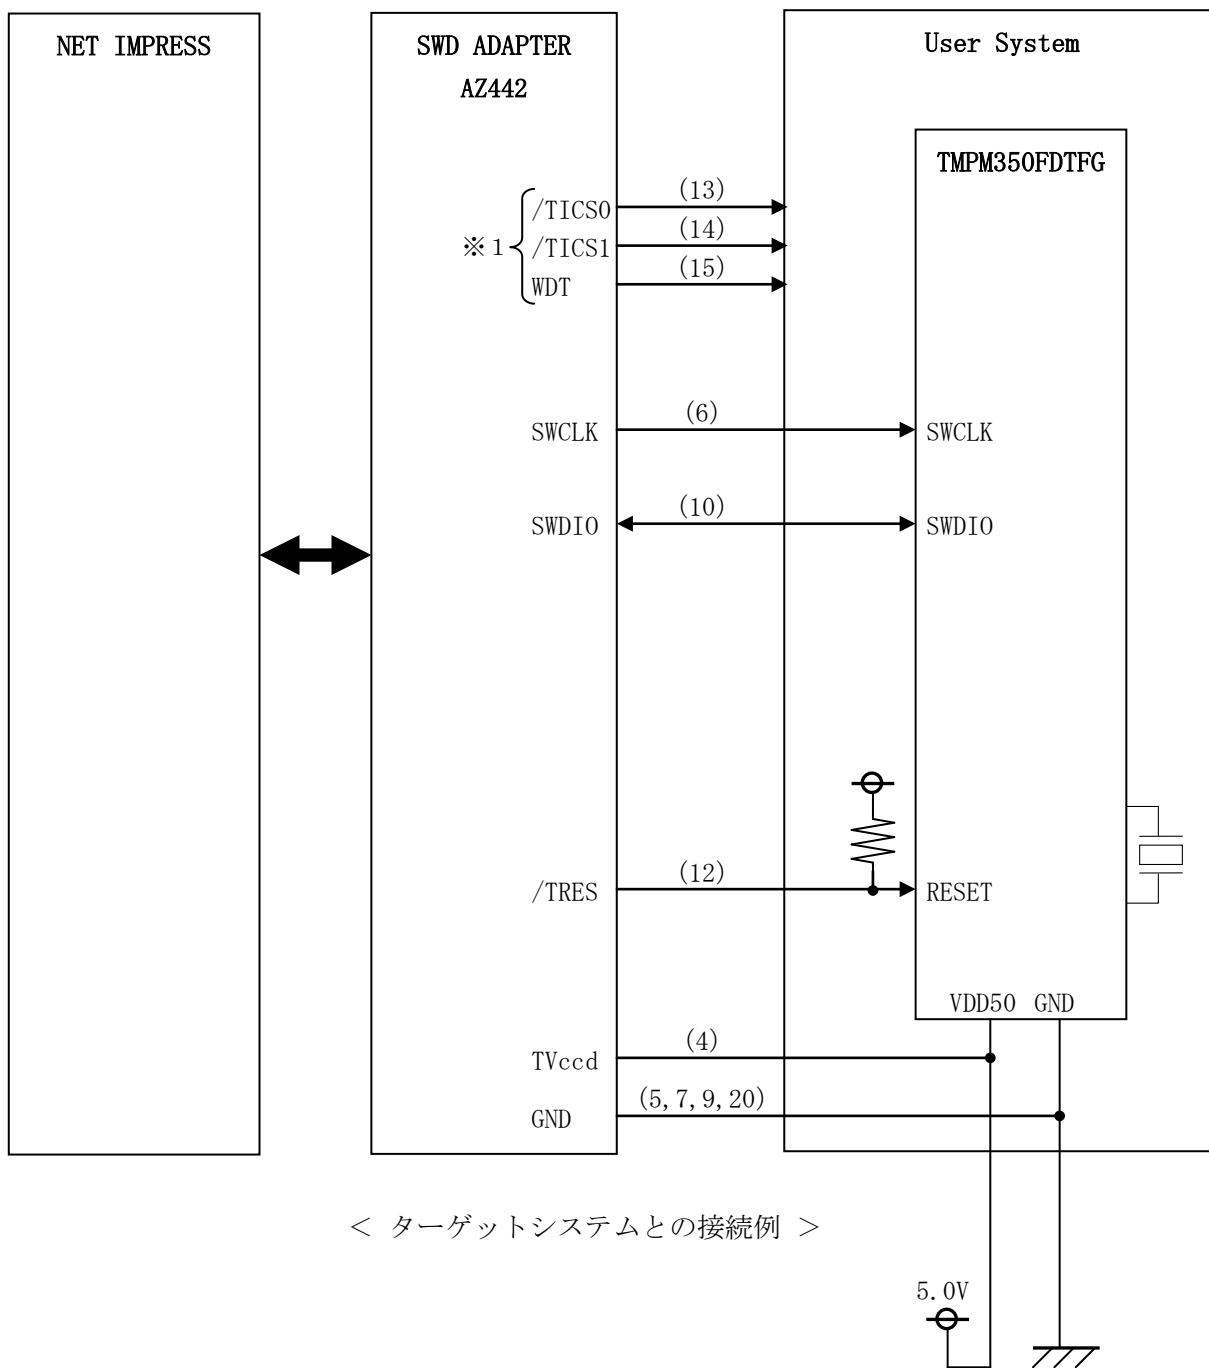 NET IMPRESS
SWD ADAPTER
AZ442
User System
TMPM350FDTFG
※1
/TICS0
(13)
/TICS1
(14)
WDT
(15)
SWCLK
(6)
SWCLK
SWDIO
(10)
SWDIO
/TRES
(12)
RESET
VDD50 GND
TVccd
(4)
GND
(5,7,9,20)
< ターゲットシステムとの接続例 >
5.0V